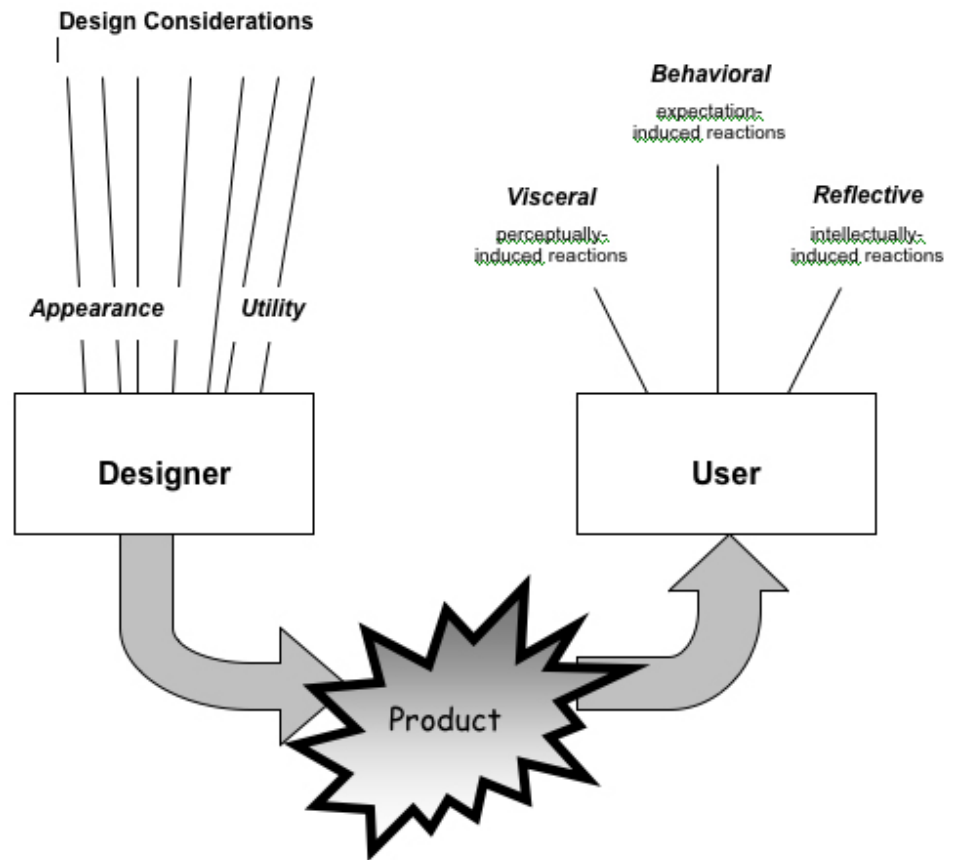 Design Considerations
Behavioral
expectation-
induced reactions
Visceral
perceptually-
induced reactions
Reflective
intellectually-
induced reactions
Appearance
Utility
Designer
User
Product